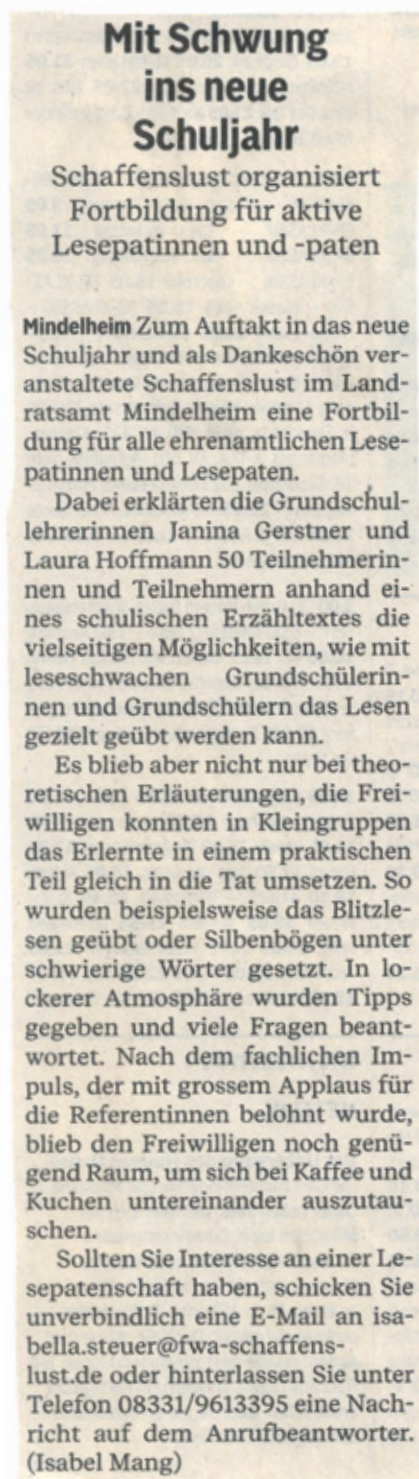 Mit Schwung
ins neue
Schuljahr
Schaffenslust organisiert
Fortbildung für aktive
Lesepatinnen und -paten
Mindelheim Zum Auftakt in das neue
Schuljahr und als Dankeschön ver-
anstaltete Schaffenslust im Land-
ratsamt Mindelheim eine Fortbil-
dung für alle ehrenamtlichen Lese-
patinnen und Lesepaten.
Dabei erklärten die Grundschul-
lehrerinnen Janina Gerstner und
Laura Hoffmann 50 Teilnehmerin-
nen und Teilnehmern anhand ei-
nes schulischen Erzähltextes die
vielseitigen Möglichkeiten, wie mit
leseschwachen Grundschülerin-
nen und Grundschülern das Lesen
gezielt geübt werden kann.
Es blieb aber nicht nur bei theo-
retischen Erläuterungen, die Frei-
willigen konnten in Kleingruppen
das Erlernte in einem praktischen
Teil gleich in die Tat umsetzen. So
wurden beispielsweise das Blitzle-
sen geübt oder Silbenbögen unter
schwierige Wörter gesetzt. In lo-
ckerer Atmosphäre wurden Tipps
gegeben und viele Fragen beant-
wortet. Nach dem fachlichen Im-
puls, der mit grossem Applaus für
die Referentinnen belohnt wurde,
blieb den Freiwilligen noch genü-
gend Raum, um sich bei Kaffee und
Kuchen untereinander auszutau-
schen.
Sollten Sie Interesse an einer Le-
sepatenschaft haben, schicken Sie
unverbindlich eine E-Mail an isa-
bella.steuer@fwa-schaffens-
lust.de oder hinterlassen Sie unter
Telefon 08331/9613395 eine Nach-
richt auf dem Anrufbeantworter.
(Isabel Mang)